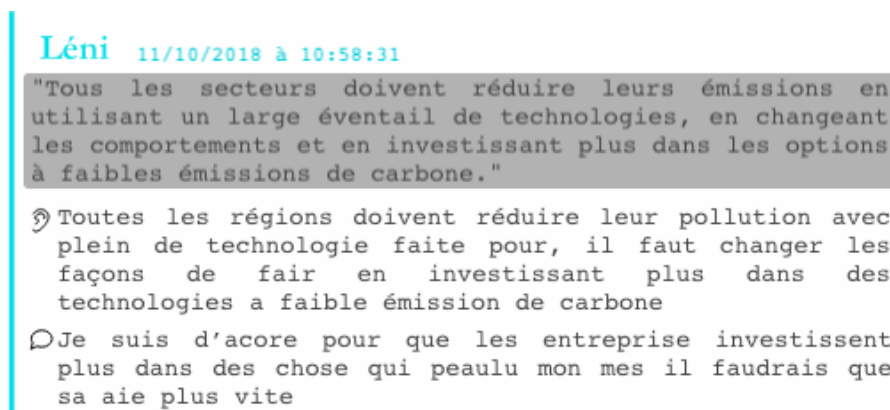 Léni 11/10/2018 à 10:58:31
"Tous les secteurs doivent réduire leurs émissions en
utilisant un large éventail de technologies, en changeant
les comportements et en investissant plus dans les options
à faibles émissions de carbone."
Toutes les régions doivent réduire leur pollution avec
plein de technologie faite pour, il faut changer les
façons de fair en investissant plus dans des
technologies a faible émission de carbone
Je suis d'acore pour que les entreprise investissent
plus dans des chose qui peaulu mon mes il faudrais que
sa aie plus vite